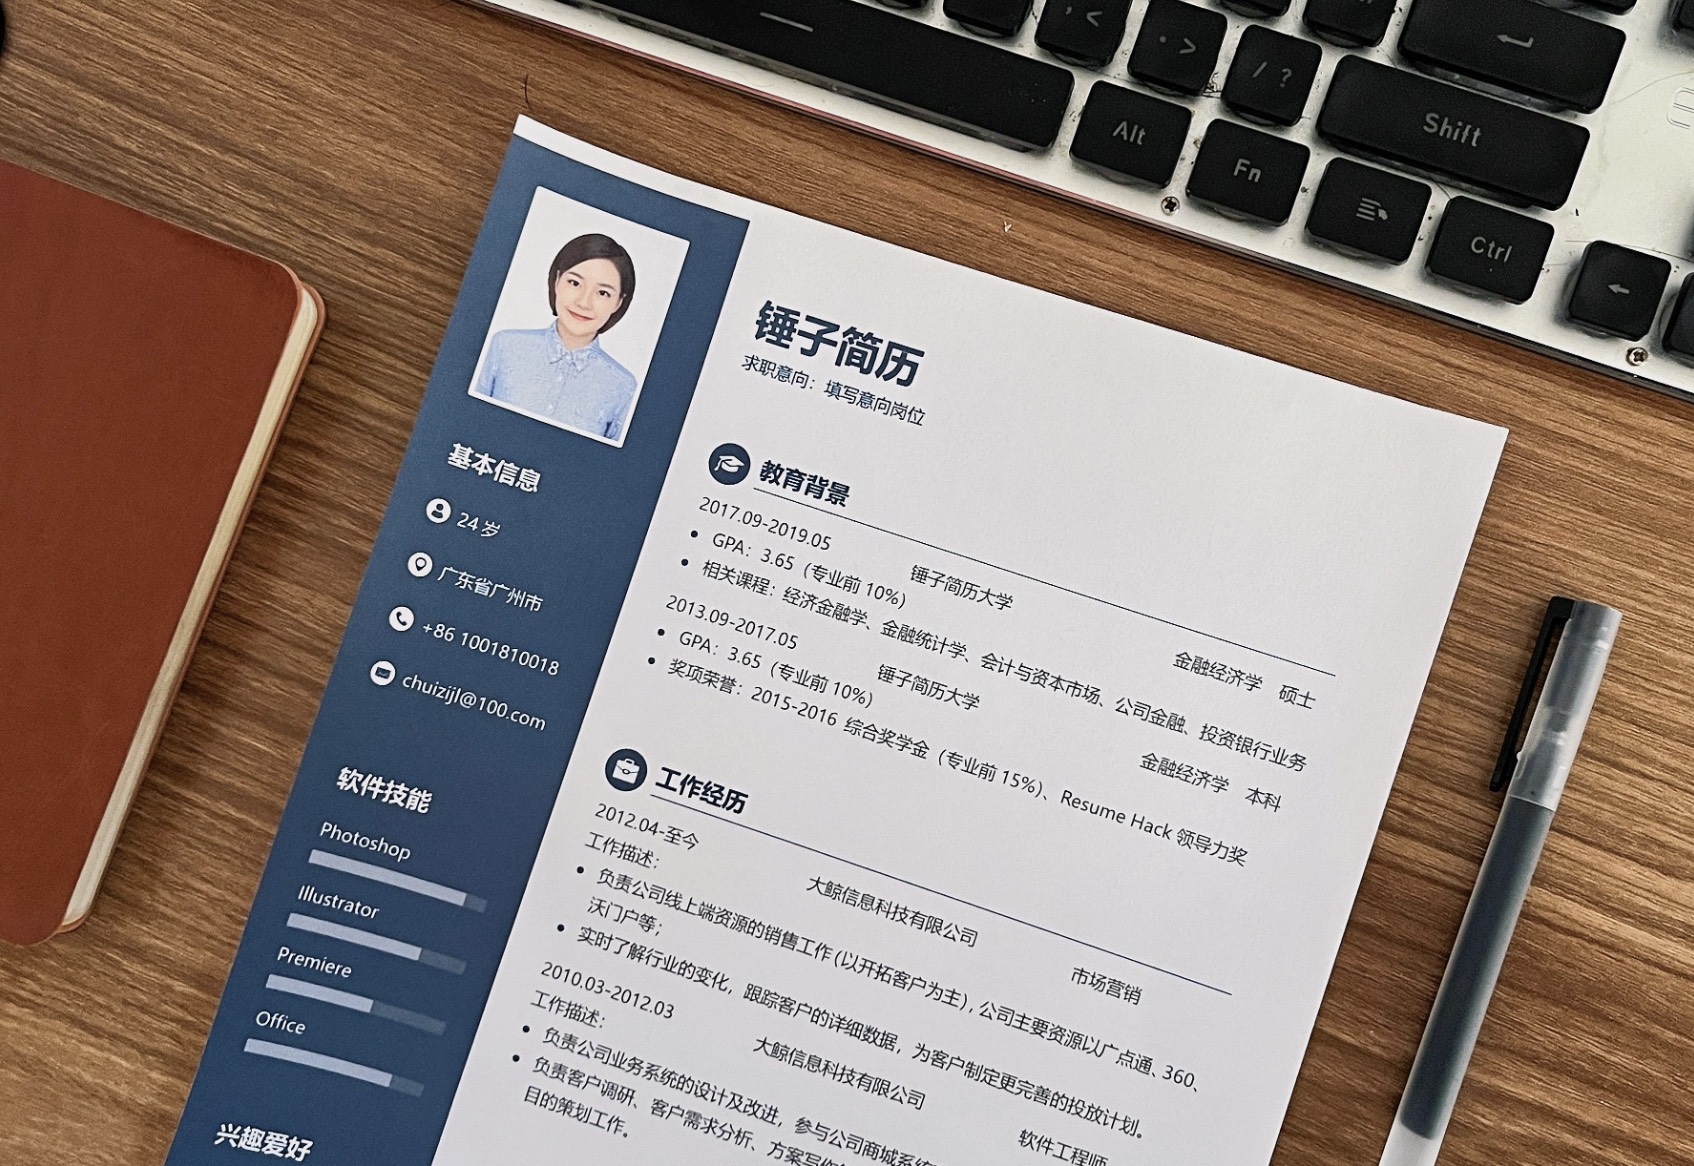 , <
. >
/ ?
Shift
Alt
Fn
Ctrl
锤子简历
求职意向：填写意向岗位
基本信息
24 岁
广东省广州市
+86 1001810018
chuizijl@100.com
软件技能
Photoshop
Illustrator
Premiere
Office
兴趣爱好
教育背景
2017.09-2019.05 锤子简历大学 金融经济学 硕士
• GPA：3.65（专业前 10%）
• 相关课程：经济金融学、金融统计学、会计与资本市场、公司金融、投资银行业务
2013.09-2017.05 锤子简历大学 金融经济学 本科
• GPA：3.65（专业前 10%）
• 奖项荣誉：2015-2016 综合奖学金（专业前 15%）、Resume Hack 领导力奖
工作经历
2012.04-至今 大鲸信息科技有限公司 市场营销
工作描述：
• 负责公司线上端资源的销售工作（以开拓客户为主），公司主要资源以广点通、360、
沃门户等；
• 实时了解行业的变化，跟踪客户的详细数据，为客户制定更完善的投放计划。
2010.03-2012.03 大鲸信息科技有限公司 软件工程师
工作描述：
• 负责公司业务系统的设计及改进，参与公司商城系统
• 负责客户调研、客户需求分析、方案写作
目的策划工作。